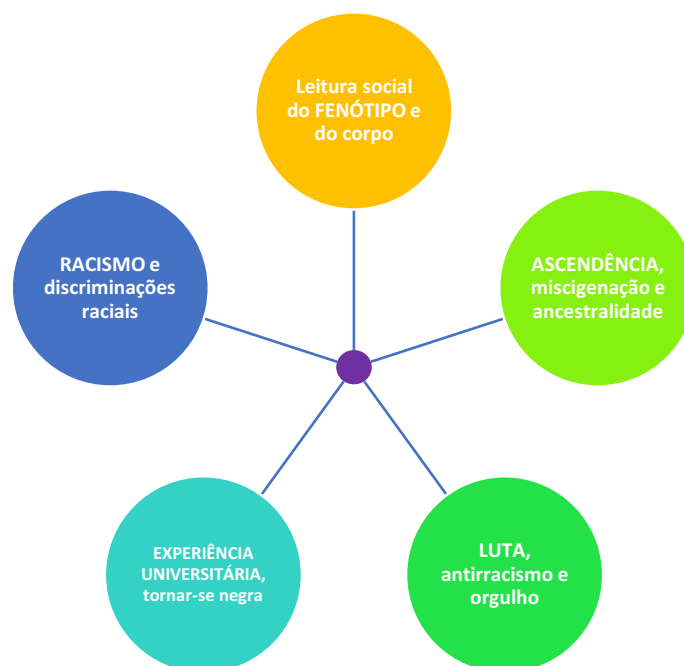 Leitura social
do FENÓTIPO e
do corpo
RACISMO e
discriminações
raciais
ASCENDÊNCIA,
miscigenação e
ancestralidade
EXPERIÊNCIA
UNIVERSITÁRIA,
tornar-se negra
LUTA,
antirracismo e
orgulho